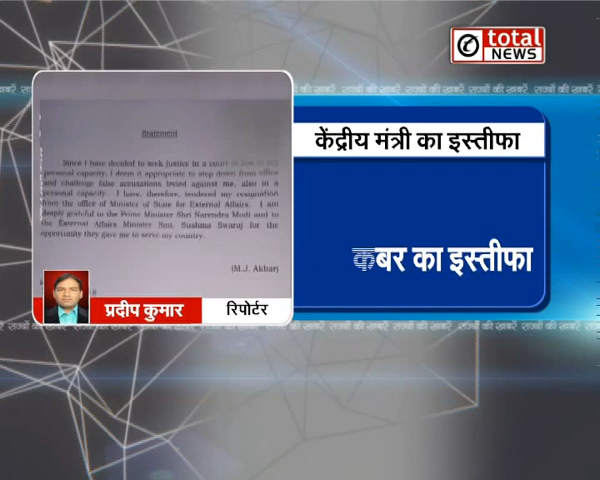 total
NEWS
केंद्रीय मंत्री का इस्तीफा
Statement
Since I have decided to seek justice in a court of law in my
personal capacity, I deem it appropriate to step down from office
and challenge false accusations levied against me, also in a
personal capacity. I have, therefore, tendered my resignation
from the office of Minister of State for External Affairs. I am
deeply grateful to the Prime Minister Shri Narendra Modi and to
the External Affairs Minister Smt. Sushma Swaraj for the
opportunity they gave me to serve my country.
(M.J. Akbar)
कबर का इस्तीफा
प्रदीप कुमार
रिपोर्टर
राज्यों की खबरें राज्यों की खबरें राज्यों की खबरें